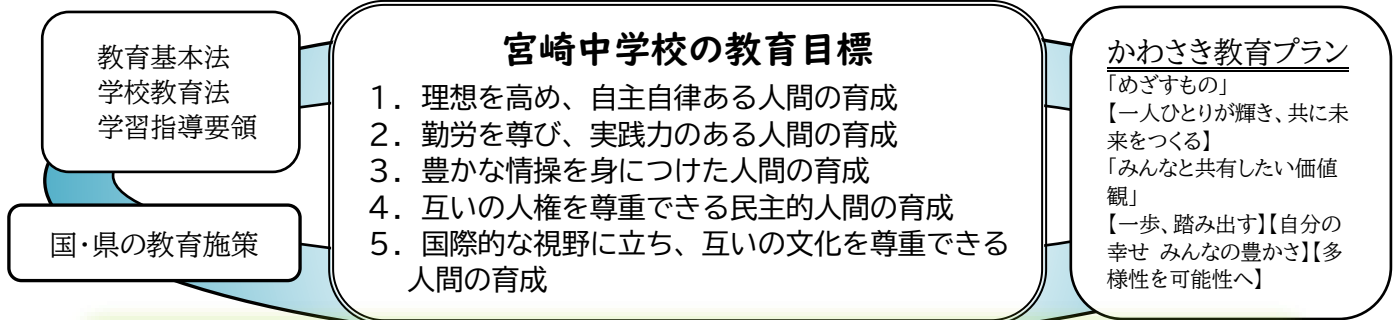 教育基本法
学校教育法
学習指導要領
国・県の教育施策
宮崎中学校の教育目標
1. 理想を高め、自主自律ある人間の育成
2. 勤労を尊び、実践力のある人間の育成
3. 豊かな情操を身につけた人間の育成
4. 互いの人権を尊重できる民主的人間の育成
5. 国際的な視野に立ち、互いの文化を尊重できる
人間の育成
かわさき教育プラン
「めざすもの」
【一人ひとりが輝き、共に未
来をつくる】
「みんなと共有したい価値
観」
【一歩、踏み出す】【自分の
幸せ みんなの豊かさ】【多
様性を可能性へ】